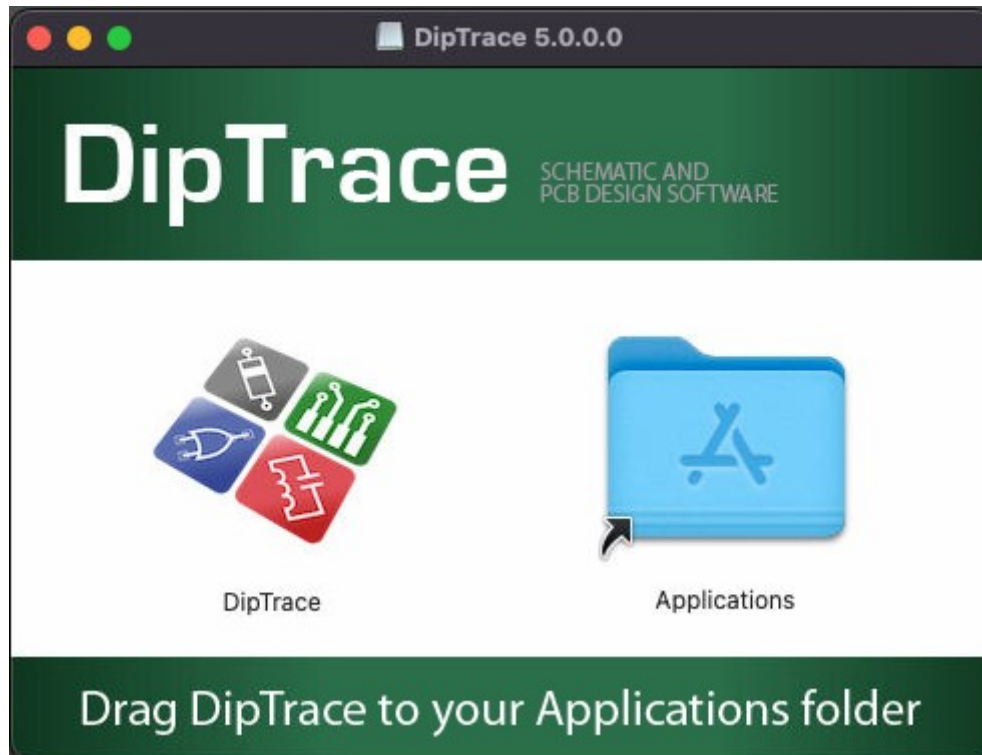 DipTrace 5.0.0.0
DipTrace
SCHEMATIC AND
PCB DESIGN SOFTWARE
DipTrace
Applications
Drag DipTrace to your Applications folder